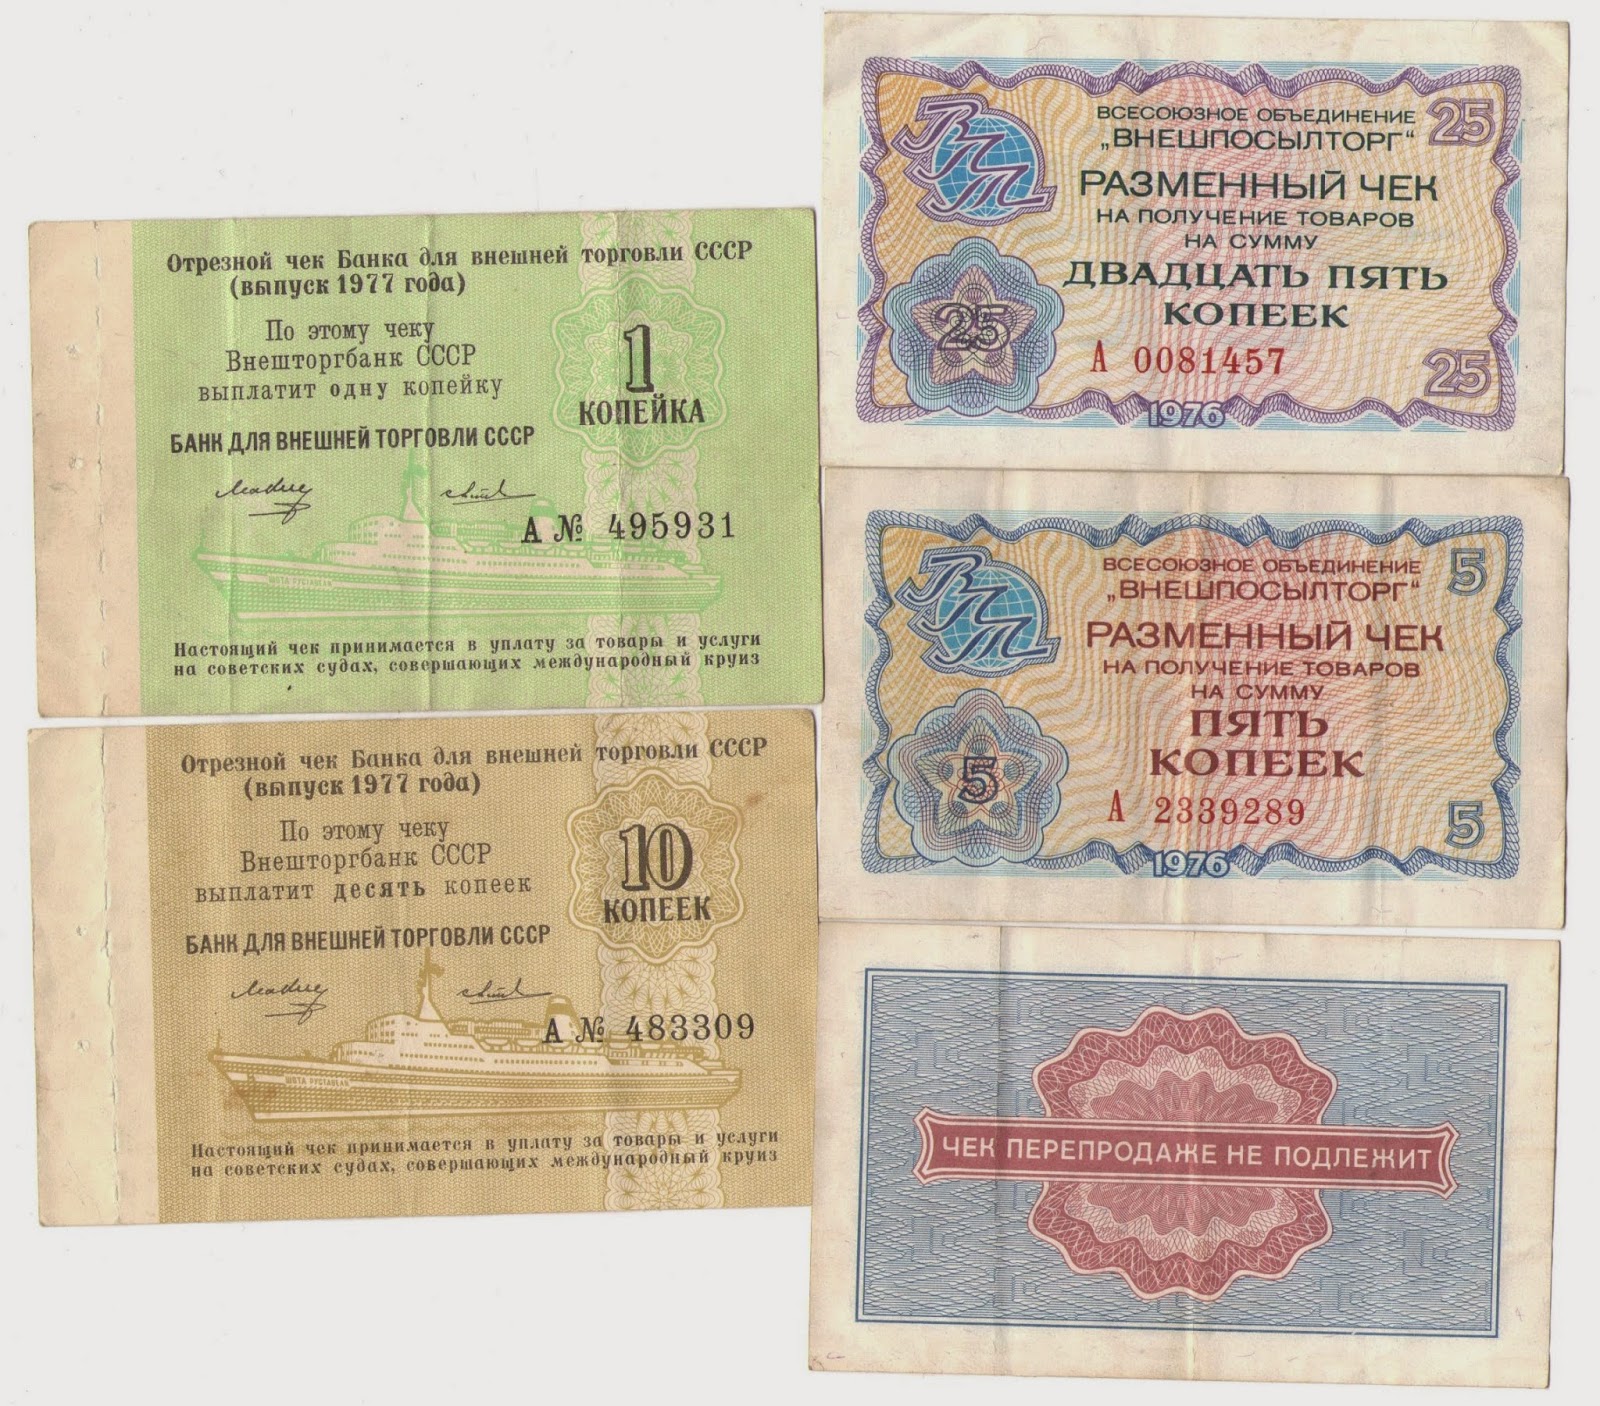 Отрезной чек Банка для внешней торговли СССР
(выпуск 1977 года)
По этому чеку
Внешторгбанк СССР
выплатит одну копейку
1
КОПЕЙКА
БАНК ДЛЯ ВНЕШНЕЙ ТОРГОВЛИ СССР
А № 495931
ШОТА РУСТАВЕЛИ
Настоящий чек принимается в уплату за товары и услуги
на советских судах, совершающих международный круиз
Отрезной чек Банка для внешней торговли СССР
(выпуск 1977 года)
По этому чеку
Внешторгбанк СССР
выплатит десять копеек
10
КОПЕЕК
БАНК ДЛЯ ВНЕШНЕЙ ТОРГОВЛИ СССР
А № 483309
ШОТА РУСТАВЕЛИ
Настоящий чек принимается в уплату за товары и услуги
на советских судах, совершающих международный круиз
ВПТ
ВСЕСОЮЗНОЕ ОБЪЕДИНЕНИЕ
25
„ВНЕШПОСЫЛТОРГ“
РАЗМЕННЫЙ ЧЕК
НА ПОЛУЧЕНИЕ ТОВАРОВ
НА СУММУ
ДВАДЦАТЬ ПЯТЬ
КОПЕЕК
25
А 0081457
25
1976
ВПТ
ВСЕСОЮЗНОЕ ОБЪЕДИНЕНИЕ
5
„ВНЕШПОСЫЛТОРГ“
РАЗМЕННЫЙ ЧЕК
НА ПОЛУЧЕНИЕ ТОВАРОВ
НА СУММУ
ПЯТЬ
КОПЕЕК
5
А 2339289
5
1976
ЧЕК ПЕРЕПРОДАЖЕ НЕ ПОДЛЕЖИТ